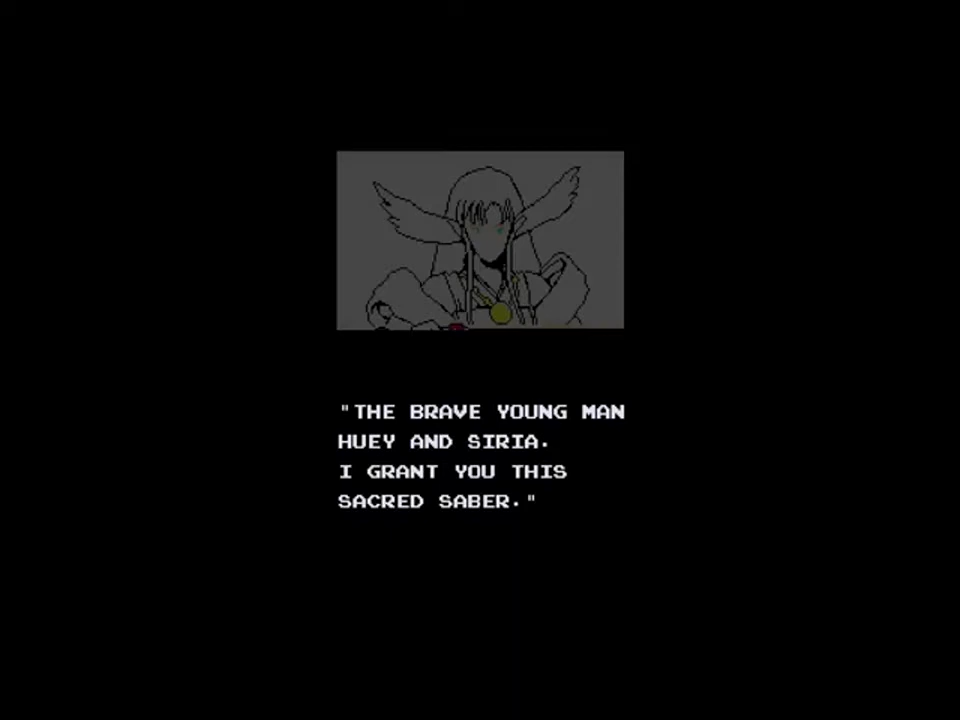 "THE BRAVE YOUNG MAN
HUEY AND SIRIA.
I GRANT YOU THIS
SACRED SABER."